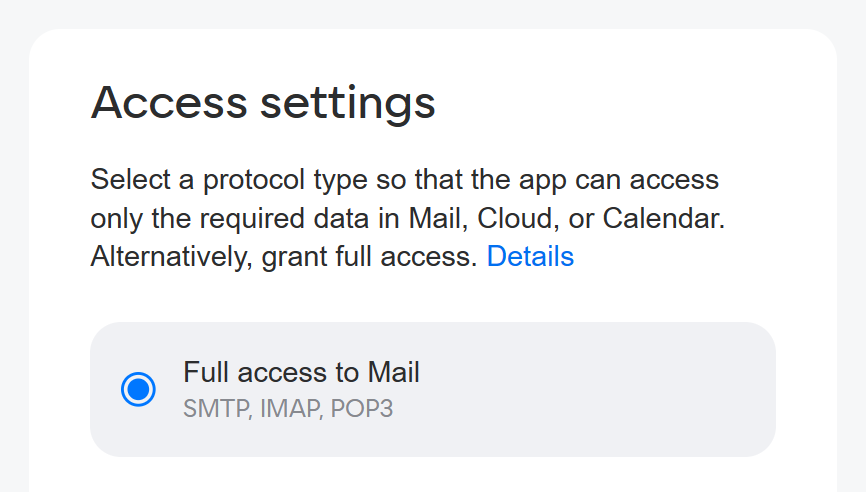 Access settings
Select a protocol type so that the app can access
only the required data in Mail, Cloud, or Calendar.
Alternatively, grant full access. Details
Full access to Mail
SMTP, IMAP, POP3